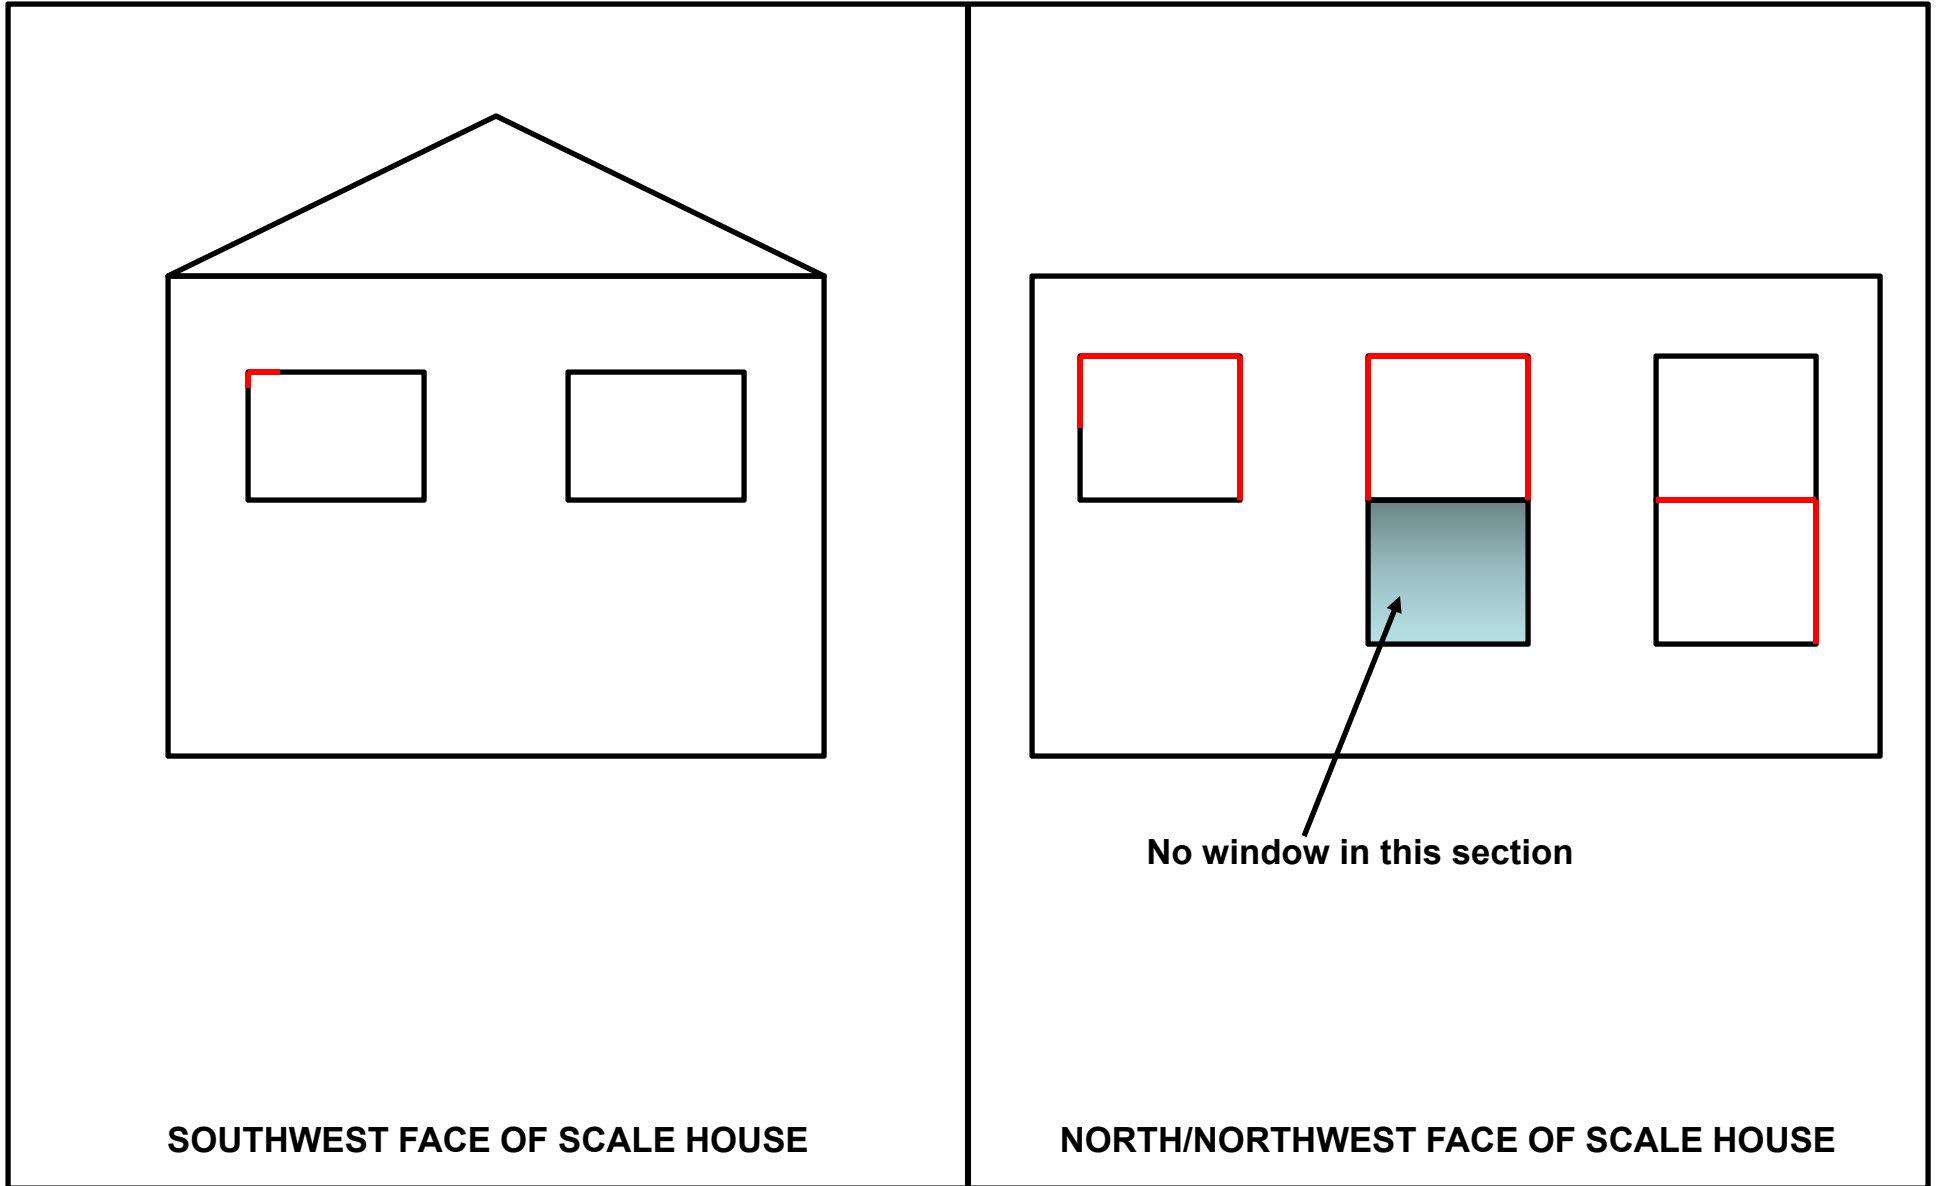 No window in this section
SOUTHWEST FACE OF SCALE HOUSE
NORTH/NORTHWEST FACE OF SCALE HOUSE